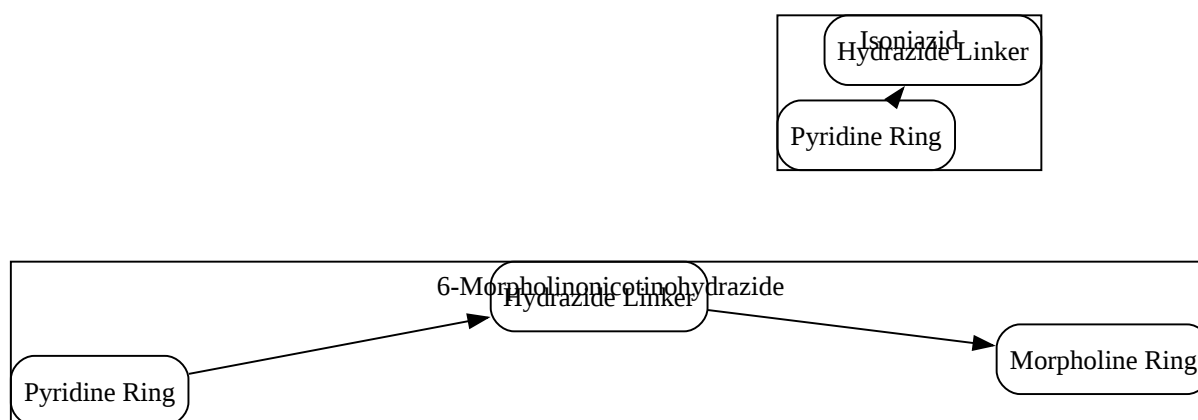 Isoniazid
Hydrazide Linker
Pyridine Ring
6-Morpholinonicotinohydrazide
Hydrazide Linker
Morpholine Ring
Pyridine Ring